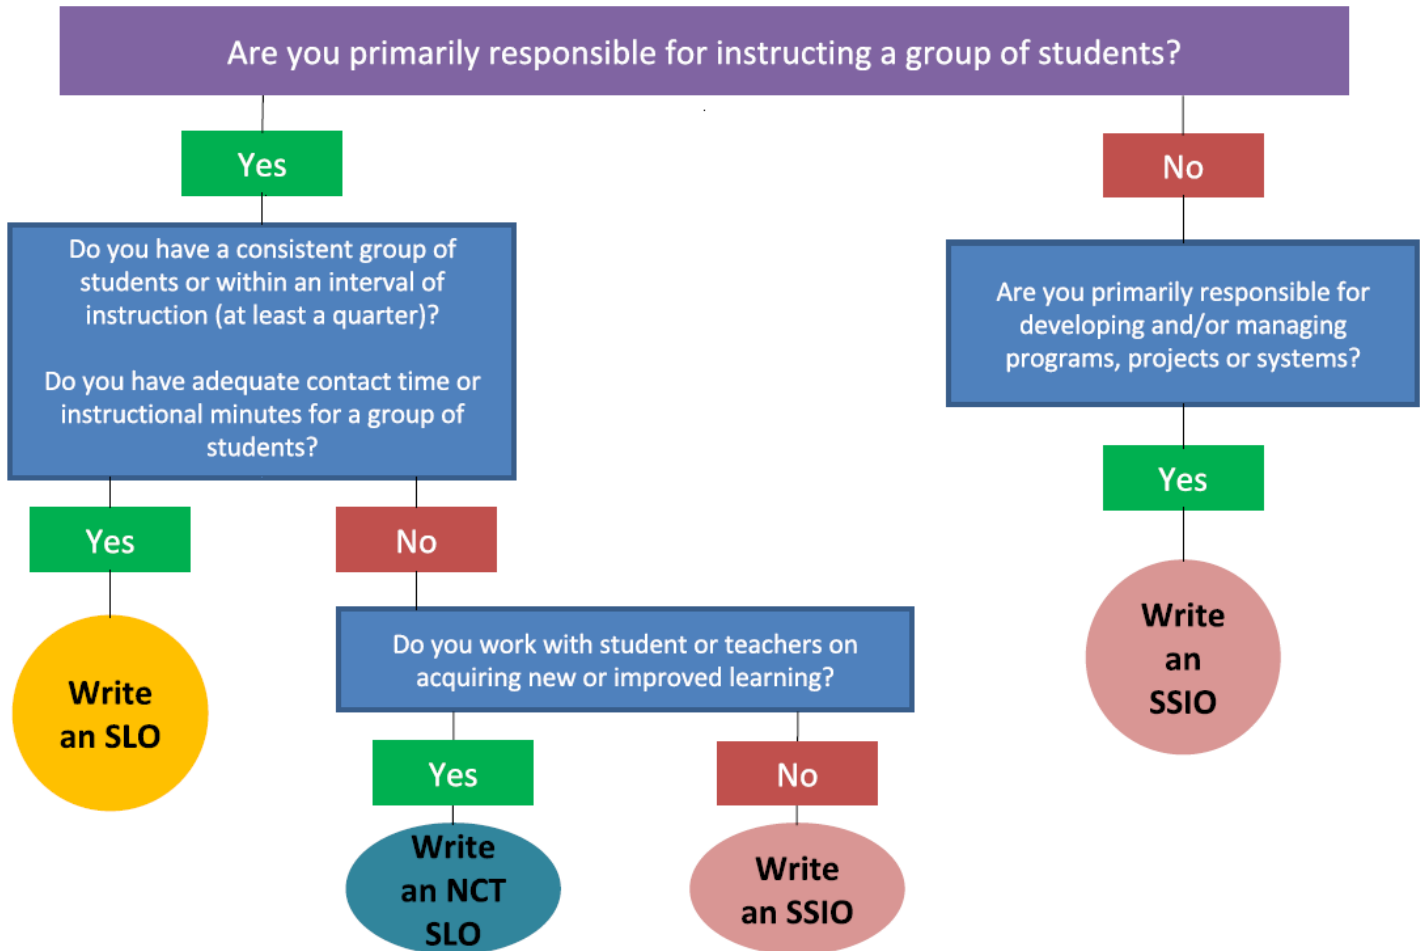 Are you primarily responsible for instructing a group of students?
Yes
No
Do you have a consistent group of
students or within an interval of
instruction (at least a quarter)?
Do you have adequate contact time or
instructional minutes for a group of
students?
Are you primarily responsible for
developing and/or managing
programs, projects or systems?
Yes
Yes
No
Write
an SLO
Do you work with student or teachers on
acquiring new or improved learning?
Write
an
SSIO
Yes
No
Write
an NCT
SLO
Write
an SSIO